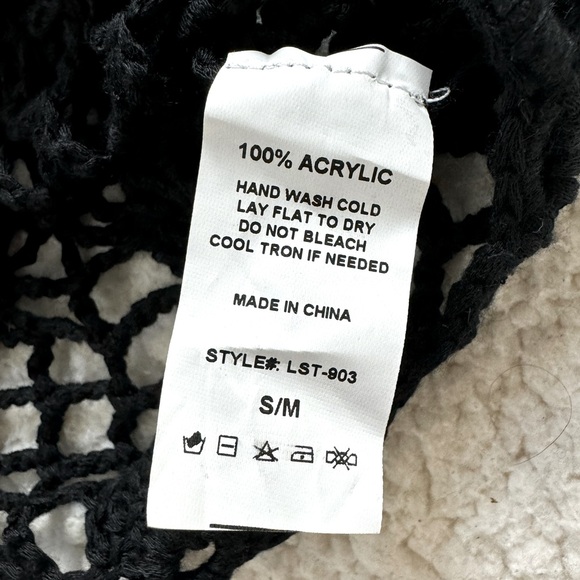 100% ACRYLIC
HAND WASH COLD
LAY FLAT TO DRY
DO NOT BLEACH
COOL TRON IF NEEDED
MADE IN CHINA
STYLE#: LST-903
S/M